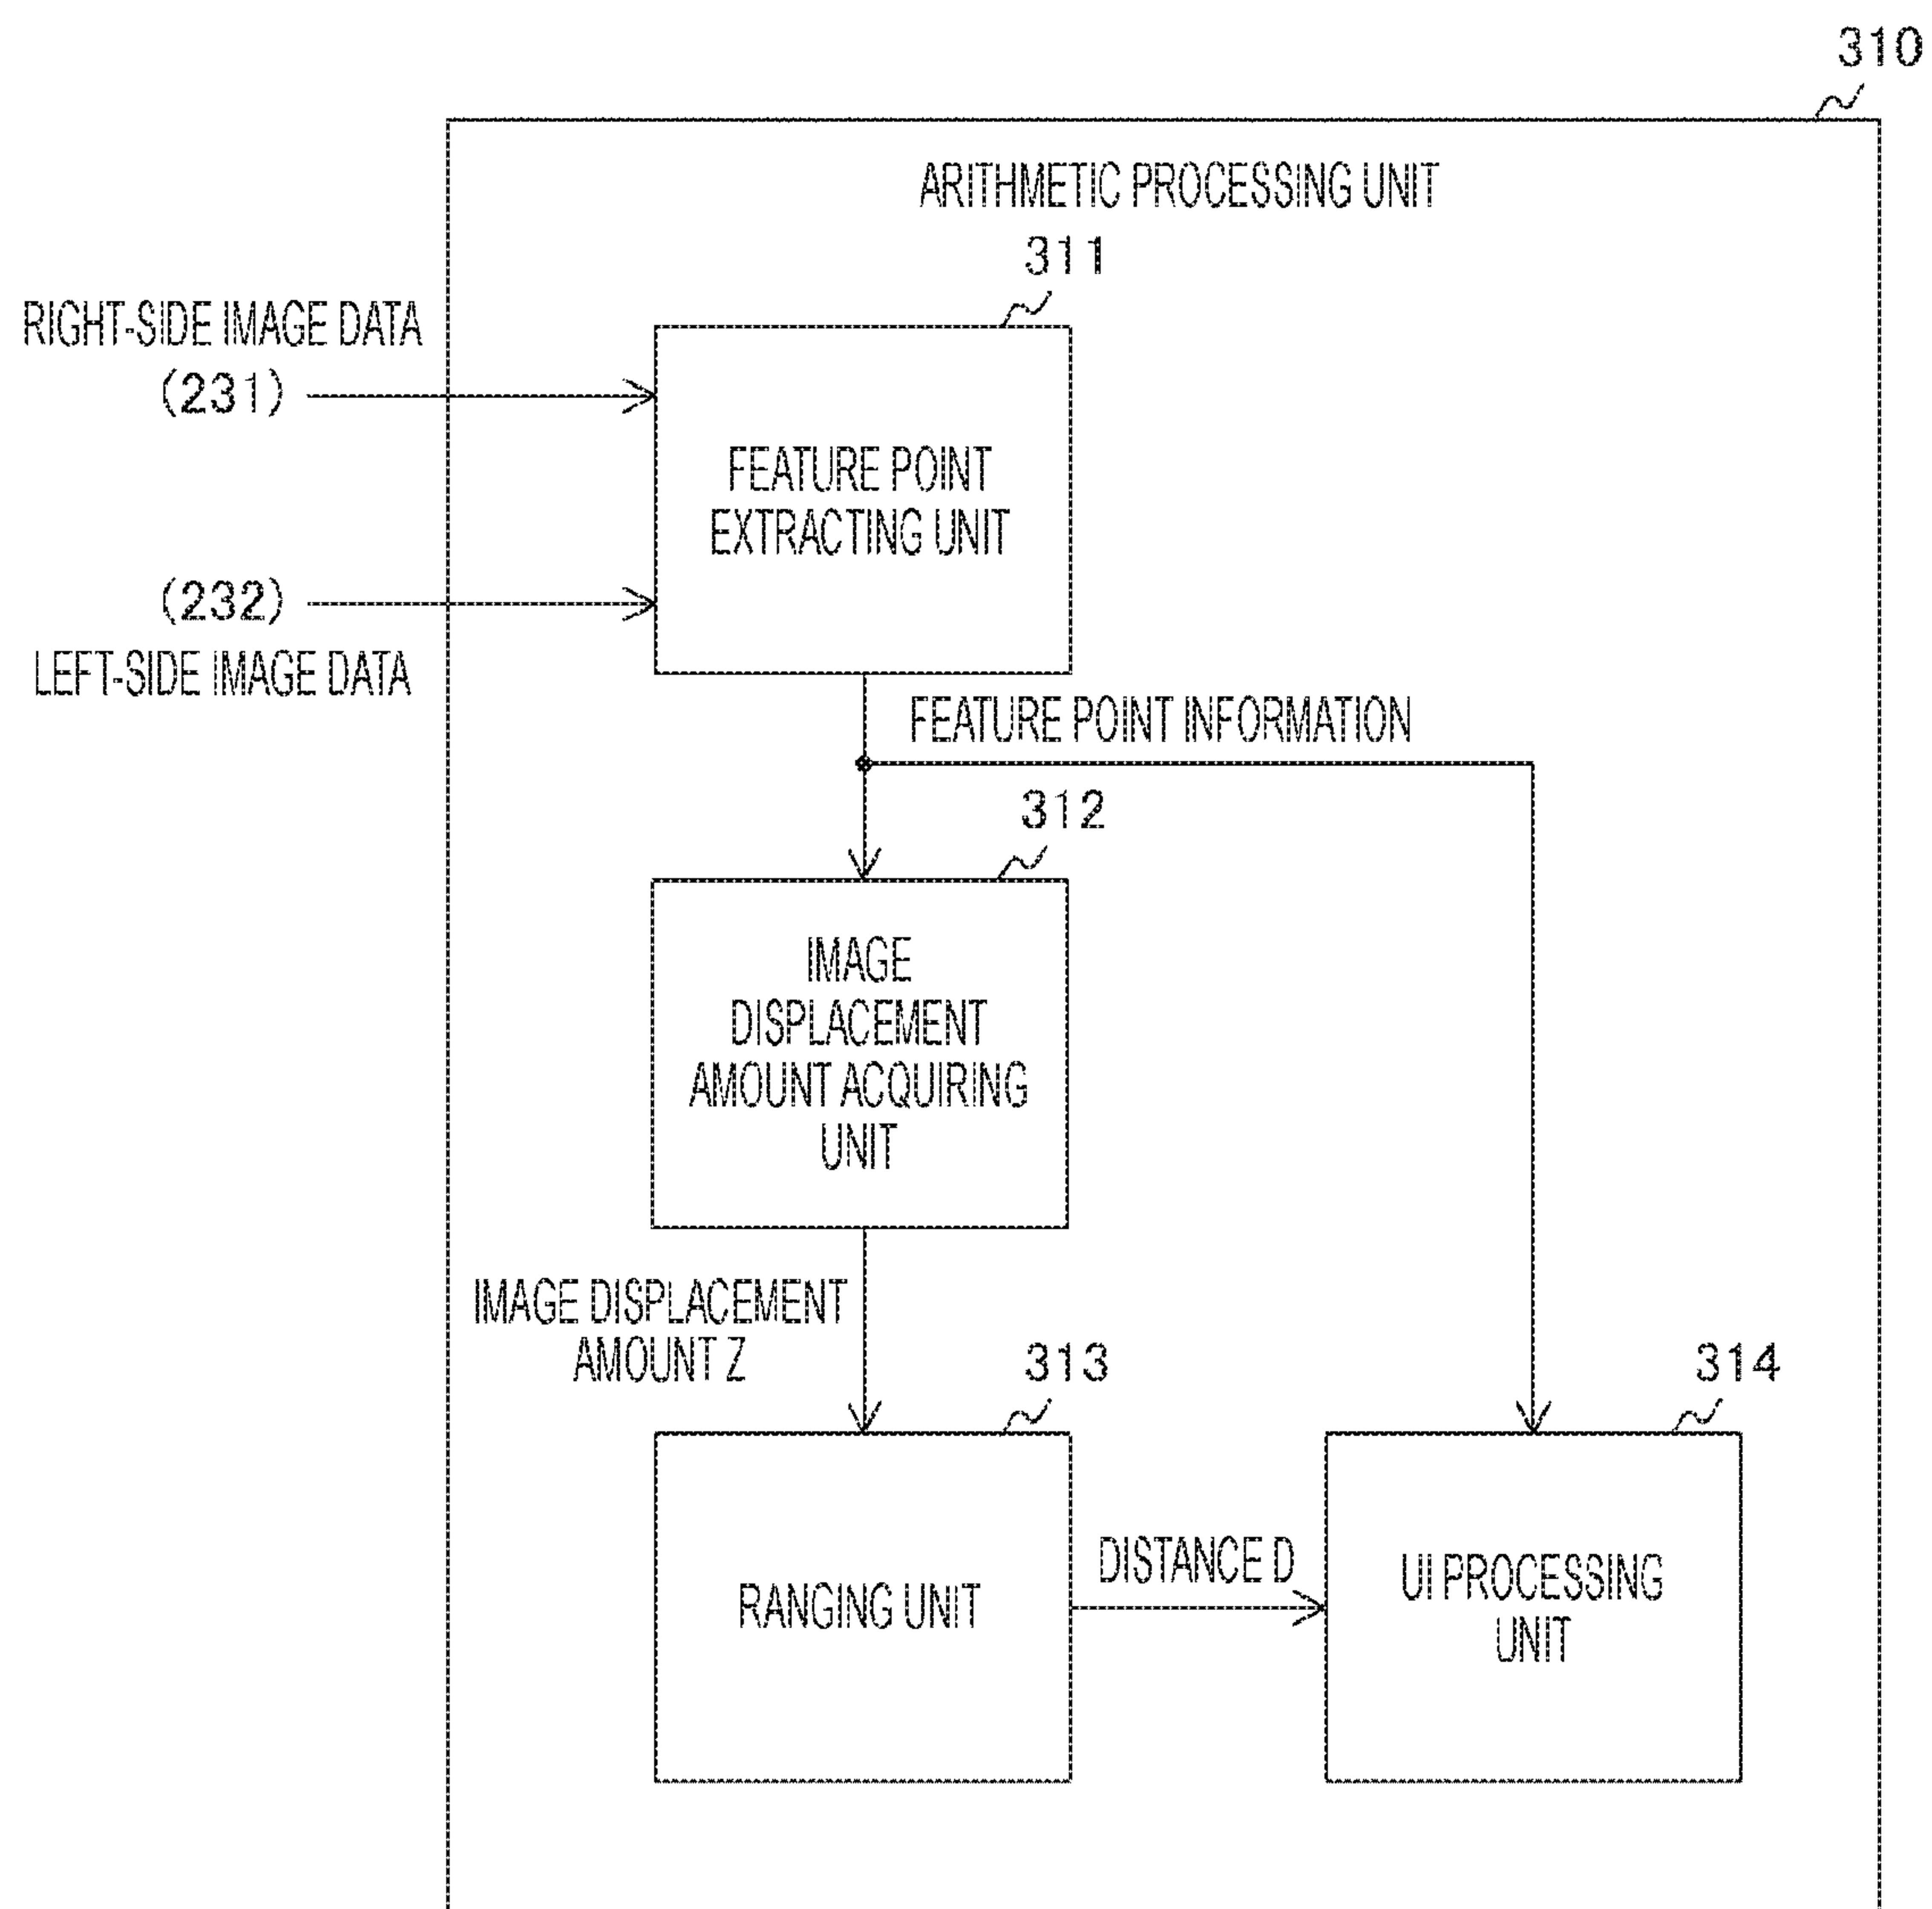 310
ARITHMETIC PROCESSING UNIT
311
RIGHT-SIDE IMAGE DATA
(231)
FEATURE POINT
EXTRACTING UNIT
(232)
LEFT-SIDE IMAGE DATA
FEATURE POINT INFORMATION
312
IMAGE
DISPLACEMENT
AMOUNT ACQUIRING
UNIT
IMAGE DISPLACEMENT
AMOUNT Z
313
314
RANGING UNIT
DISTANCE D
UI PROCESSING
UNIT